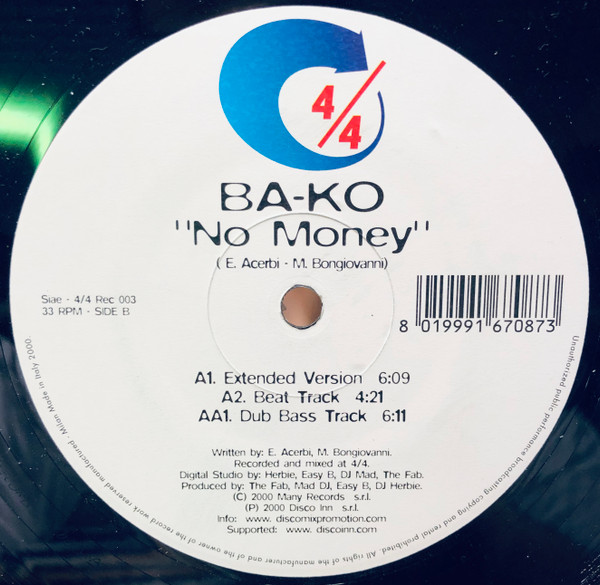 4/4
BA-KO
"No Money"
( E. Acerbi - M. Bongiovanni)
Siae - 4/4 Rec 003
33 RPM - SIDE B
8 019991 670873
A1. Extended Version 6:09
A2. Beat Track 4:21
AA1. Dub Bass Track 6:11
Written by: E. Acerbi, M. Bongiovanni.
Recorded and mixed at 4/4.
Digital Studio by: Herbie, Easy B, DJ Mad, The Fab.
Produced by: The Fab, Mad DJ, Easy B, DJ Herbie.
(C) 2000 Many Records s.r.l.
(P) 2000 Disco Inn s.r.l.
Info: www. discomixpromotion.com
Supported: www. discoinn.com
Unauthorized public performance broadcasting copying and rental prohibited. All rights of the manufacturer and of the owner of the record work reserved manufactured - Milan Made in Italy 2000.